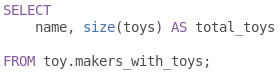 SELECT
    name, size(toys) AS total_toys
FROM toy.makers_with_toys;